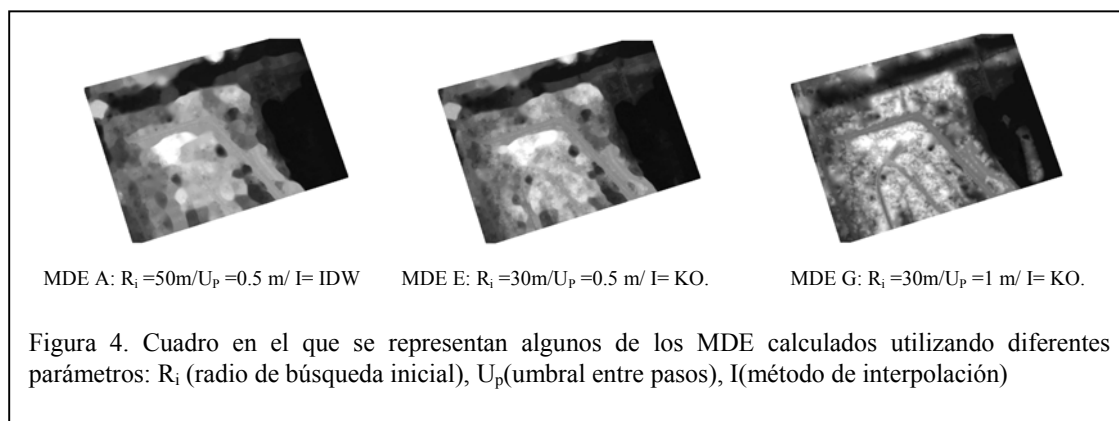 MDE A: Ri =50m/UP =0.5 m/ I= IDW
MDE E: Ri =30m/UP =0.5 m/ I= KO.
MDE G: Ri =30m/UP =1 m/ I= KO.
Figura 4. Cuadro en el que se representan algunos de los MDE calculados utilizando diferentes
parámetros: Ri (radio de búsqueda inicial), Up(umbral entre pasos), I(método de interpolación)